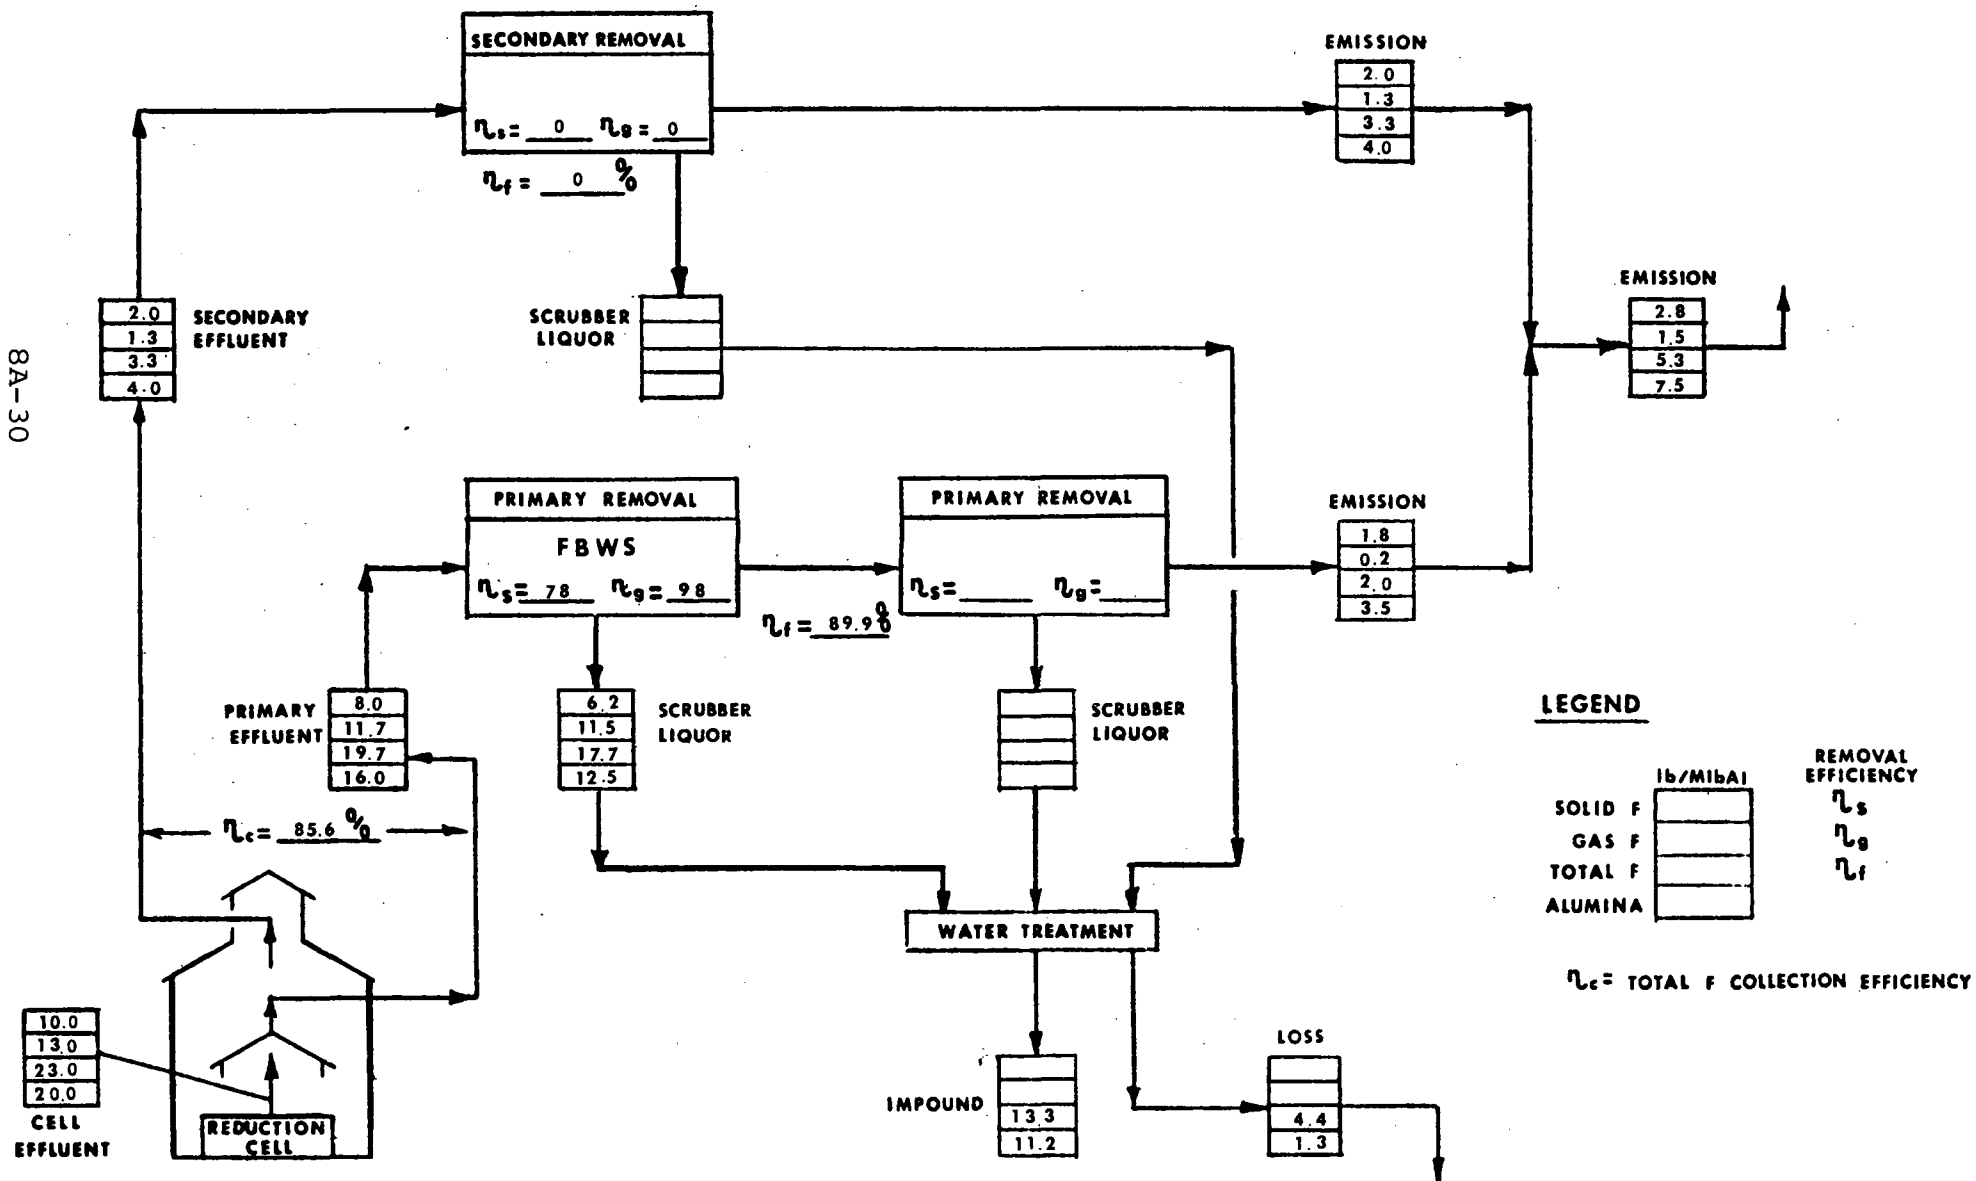 SECONDARY REMOVAL
ηs= 0 ηg= 0
ηf= 0 %
EMISSION
2.0
1.3
3.3
4.0
8A-30
2.0
1.3
3.3
4.0
SECONDARY
EFFLUENT
SCRUBBER
LIQUOR
EMISSION
2.8
1.5
5.3
7.5
PRIMARY REMOVAL
FBWS
ηs= 78 ηg= 98
PRIMARY REMOVAL
ηs= ηg=
ηf= 89.9%
EMISSION
1.8
0.2
2.0
3.5
PRIMARY
EFFLUENT
8.0
11.7
19.7
16.0
6.2
11.5
17.7
12.5
SCRUBBER
LIQUOR
SCRUBBER
LIQUOR
ηc= 85.6 %
LEGEND
lb/MlbAl
REMOVAL
EFFICIENCY
SOLID F ηs
GAS F ηg
TOTAL F ηf
ALUMINA
ηc= TOTAL F COLLECTION EFFICIENCY
WATER TREATMENT
10.0
13.0
23.0
20.0
CELL
EFFLUENT
REDUCTION
CELL
IMPOUND
13.3
11.2
LOSS
4.4
1.3